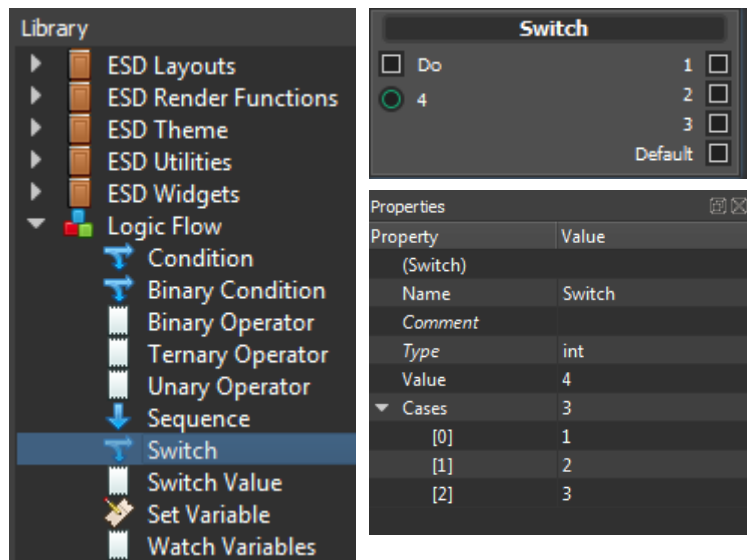 Library
ESD Layouts
ESD Render Functions
ESD Theme
ESD Utilities
ESD Widgets
Logic Flow
Condition
Binary Condition
Binary Operator
Ternary Operator
Unary Operator
Sequence
Switch
Switch Value
Set Variable
Watch Variables
Switch
Do 1
4 2
3
Default
Properties
Property Value
(Switch)
Name Switch
Comment
Type int
Value 4
Cases 3
[0] 1
[1] 2
[2] 3